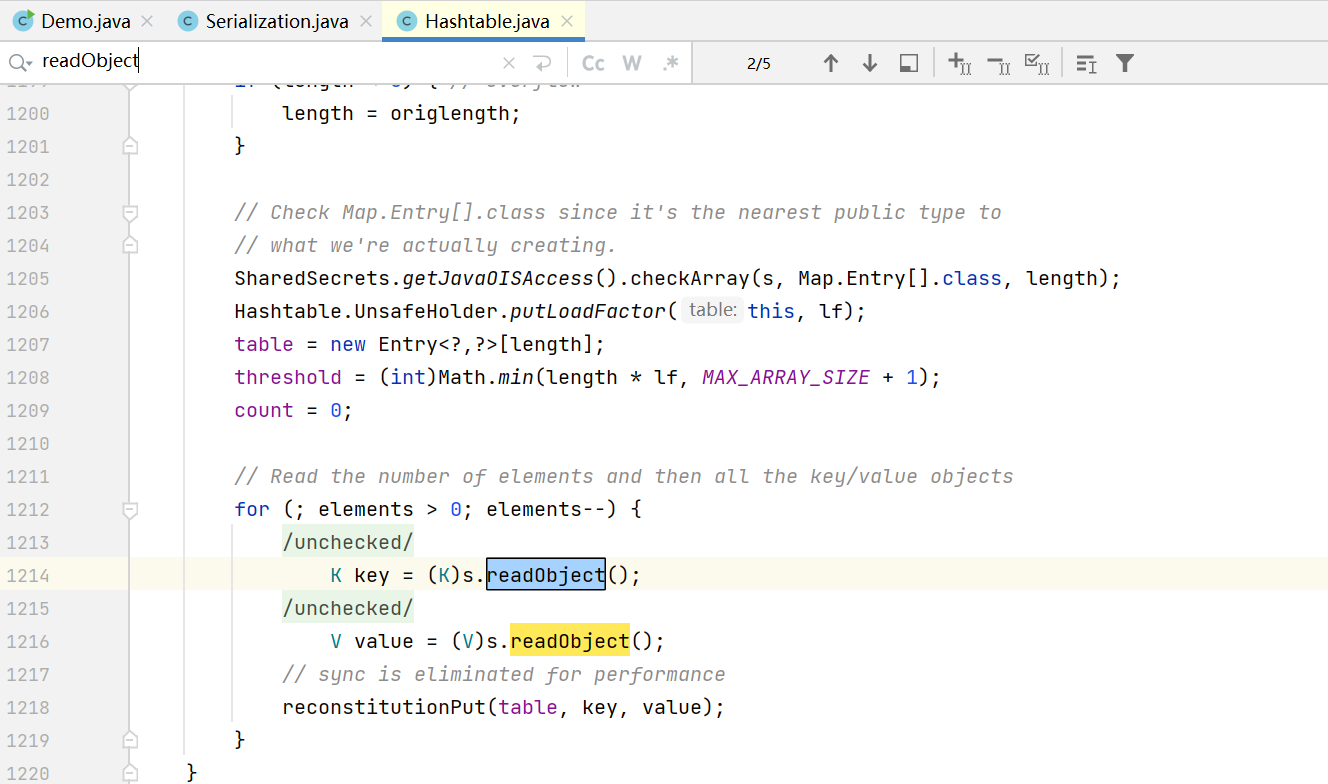 Demo.java
Serialization.java
Hashtable.java
readObject
Cc W .*
2/5
1200 length = origlength;
1201 }
1202
1203 // Check Map.Entry[].class since it's the nearest public type to
1204 // what we're actually creating.
1205 SharedSecrets.getJavaOISAccess().checkArray(s, Map.Entry[].class, length);
1206 Hashtable.UnsafeHolder.putLoadFactor( table: this, lf);
1207 table = new Entry<?,?>[length];
1208 threshold = (int)Math.min(length * lf, MAX_ARRAY_SIZE + 1);
1209 count = 0;
1210
1211 // Read the number of elements and then all the key/value objects
1212 for (; elements > 0; elements--) {
1213 /unchecked/
1214 K key = (K)s.readObject();
1215 /unchecked/
1216 V value = (V)s.readObject();
1217 // sync is eliminated for performance
1218 reconstitutionPut(table, key, value);
1219 }
1220 }